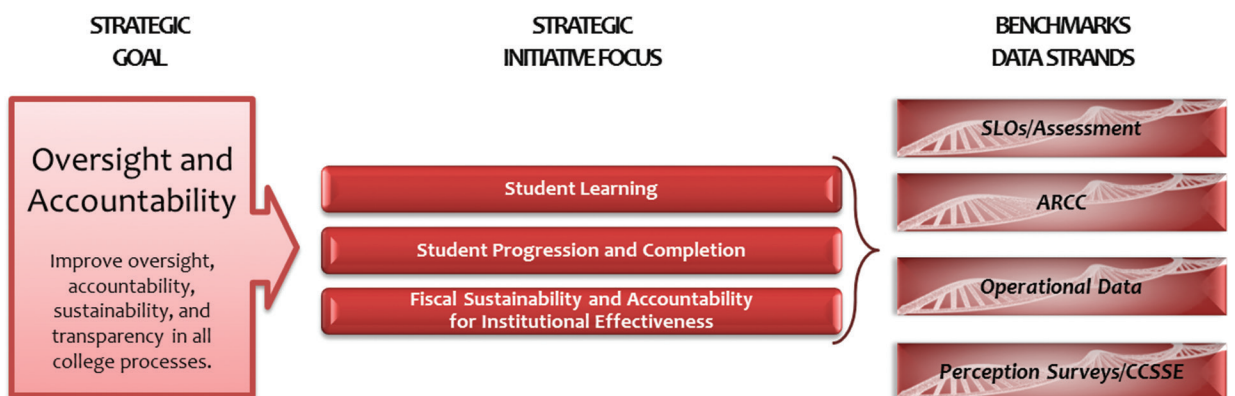 STRATEGIC
GOAL
STRATEGIC
INITIATIVE FOCUS
BENCHMARKS
DATA STRANDS
Oversight and
Accountability
Improve oversight,
accountability,
sustainability, and
transparency in all
college processes.
Student Learning
Student Progression and Completion
Fiscal Sustainability and Accountability
for Institutional Effectiveness
SLOs/Assessment
ARCC
Operational Data
Perception Surveys/CCSSE